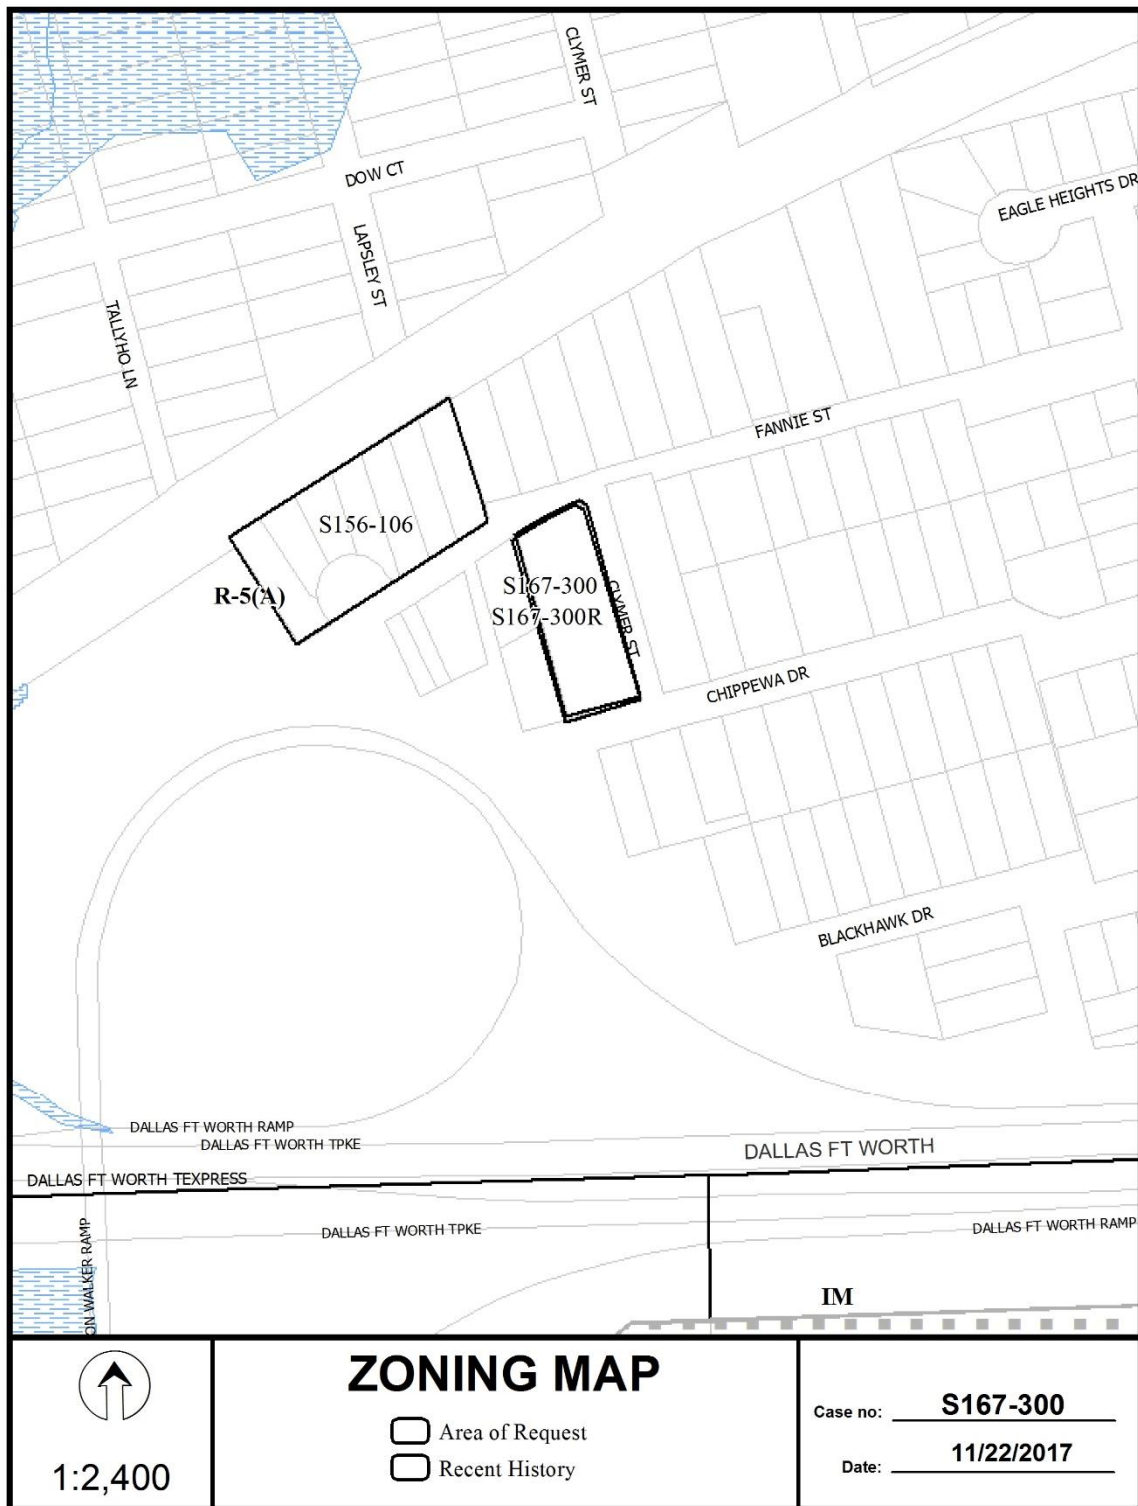 CLYMER ST
DOW CT
EAGLE HEIGHTS DR
LAPSLEY ST
TALLYHO LN
FANNIE ST
S156-106
R-5(A)
S167-300
S167-300R
CLYMER ST
CHIPPEWA DR
BLACKHAWK DR
DALLAS FT WORTH RAMP
DALLAS FT WORTH TPKE
DALLAS FT WORTH
DALLAS FT WORTH TEXPRESS
DALLAS FT WORTH TPKE
DALLAS FT WORTH RAMP
ON WALKER RAMP
IM
ZONING MAP
Area of Request
Recent History
1:2,400
Case no: S167-300
Date: 11/22/2017